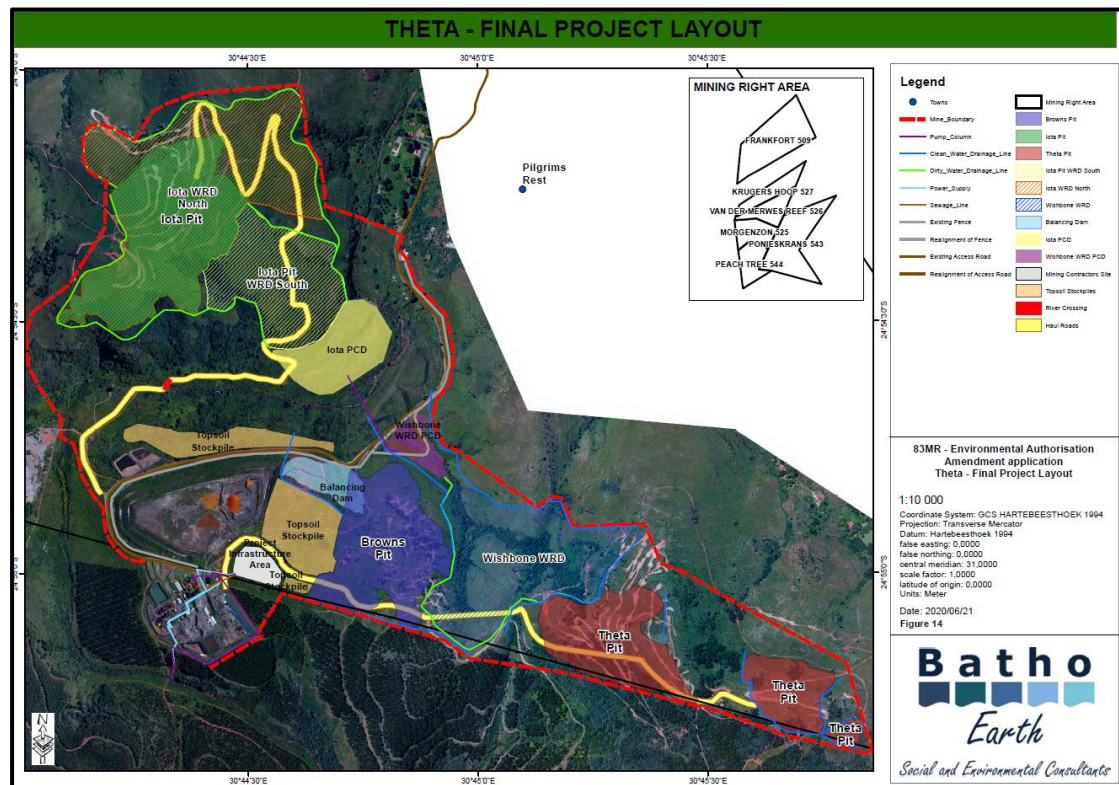 THETA - FINAL PROJECT LAYOUT
30°44'30"E
30°45'0"E
30°45'30"E
MINING RIGHT AREA
FRANKFORT 509
KRUGERS HOOP 527
VAN DER MERWES REEF 526
MORGENZON 525
PONIESKRANS 543
PEACH TREE 544
Pilgrims
Rest
Iota WRD
North
Iota Pit
Iota Pit
WRD South
24°54'30"S
24°54'30"S
Iota PCD
Wishbone
WRD PCD
Topsoil
Stockpile
Balancing
Dam
Topsoil
Stockpile
Browns
Pit
Wishbone WRD
Project
Infrastructure
Area
Topsoil
Stockpile
24°55'0"S
24°55'0"S
Theta
Pit
Theta
Pit
Theta
Pit
N
30°44'30"E
30°45'0"E
30°45'30"E
Legend
Towns
Mine_Boundary
Pump_Column
Clean_Water_Drainage_Line
Dirty_Water_Drainage_Line
Power_Supply
Sewage_Line
Existing Fence
Realignment of Fence
Existing Access Road
Realignment of Access Road
Mining Right Area
Browns Pit
Iota Pit
Theta Pit
Iota Pit WRD South
Iota WRD North
Wishbone WRD
Balancing Dam
Iota PCD
Wishbone WRD PCD
Mining Contractors Site
Topsoil Stockpiles
River Crossing
Haul Roads
83MR - Environmental Authorisation
Amendment application
Theta - Final Project Layout
1:10 000
Coordinate System: GCS HARTEBEESTHOEK 1994
Projection: Transverse Mercator
Datum: Hartebeesthoek 1994
false easting: 0,0000
false northing: 0,0000
central meridian: 31,0000
scale factor: 1,0000
latitude of origin: 0,0000
Units: Meter
Date: 2020/06/21
Figure 14
Batho
Earth
Social and Environmental Consultants